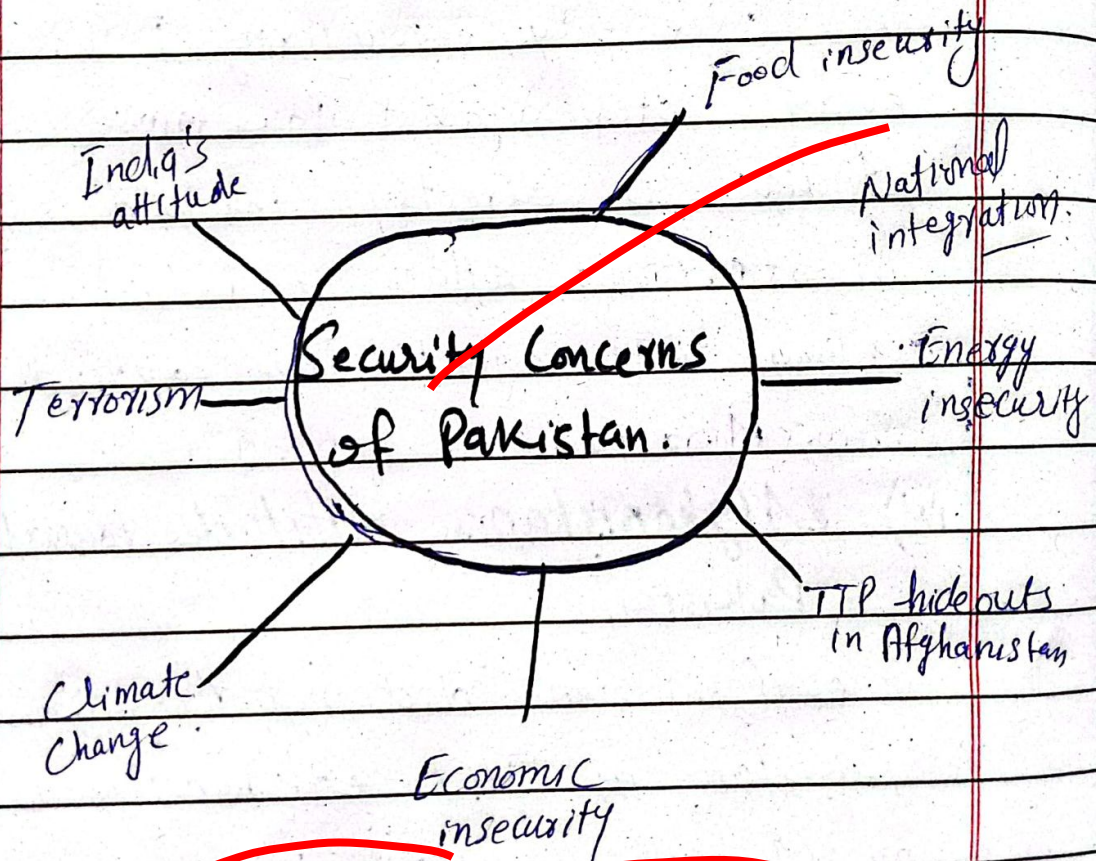 Food insecurity
India's
attitude
National
integration.
Security Concerns
of Pakistan.
Energy
insecurity
Terrorism
TTP hideouts
in Afghanistan
Climate
Change.
Economic
insecurity